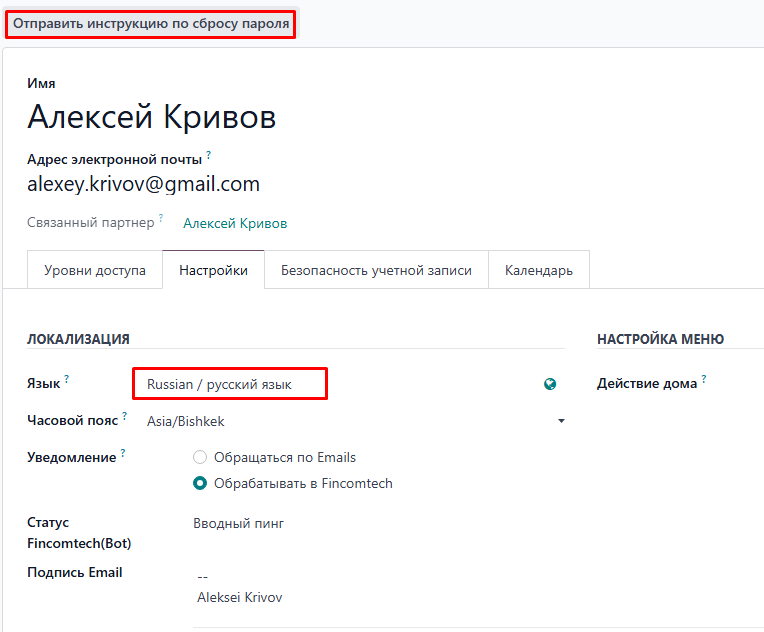 Отправить инструкцию по сбросу пароля
Имя
Алексей Кривов
Адрес электронной почты ?
alexey.krivov@gmail.com
Связанный партнер ? Алексей Кривов
Уровни доступа Настройки Безопасность учетной записи Календарь
ЛОКАЛИЗАЦИЯ НАСТРОЙКА МЕНЮ
Язык ? Russian / русский язык Действие дома ?
Часовой пояс ? Asia/Bishkek
Уведомление ? Обращаться по Emails
Обрабатывать в Fincomtech
Статус Вводный пинг
Fincomtech(Bot)
Подпись Email --
Aleksei Krivov